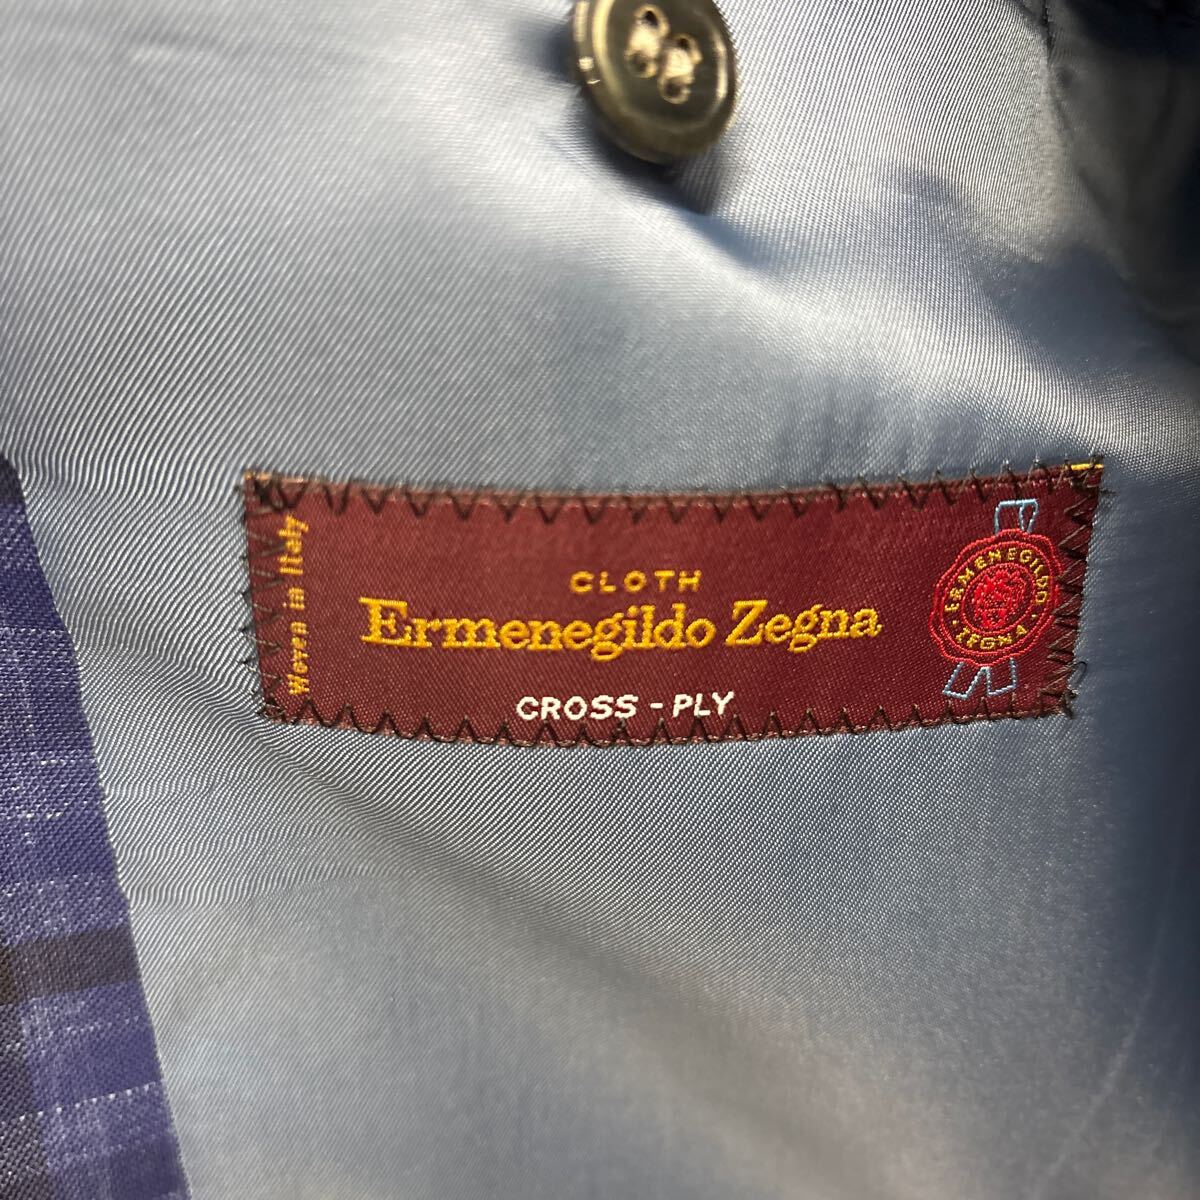 Woven in Italy
CLOTH
Ermenegildo Zegna
CROSS - PLY
ERMENEGILDO
ZEGNA